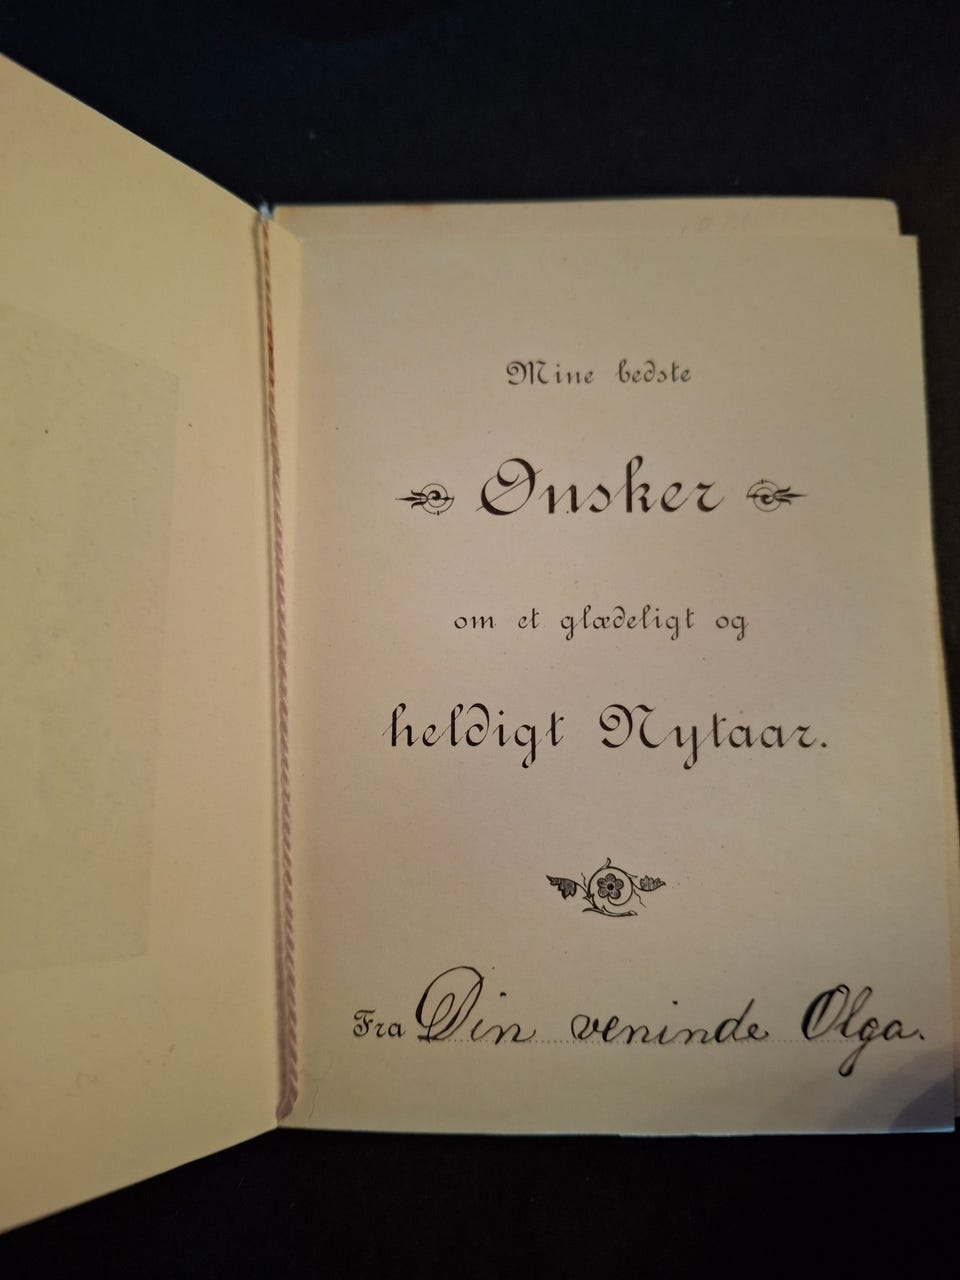 Mine bedste
Ønsker
om et glædeligt og
heldigt Nytaar.
Fra Din veninde Olga.